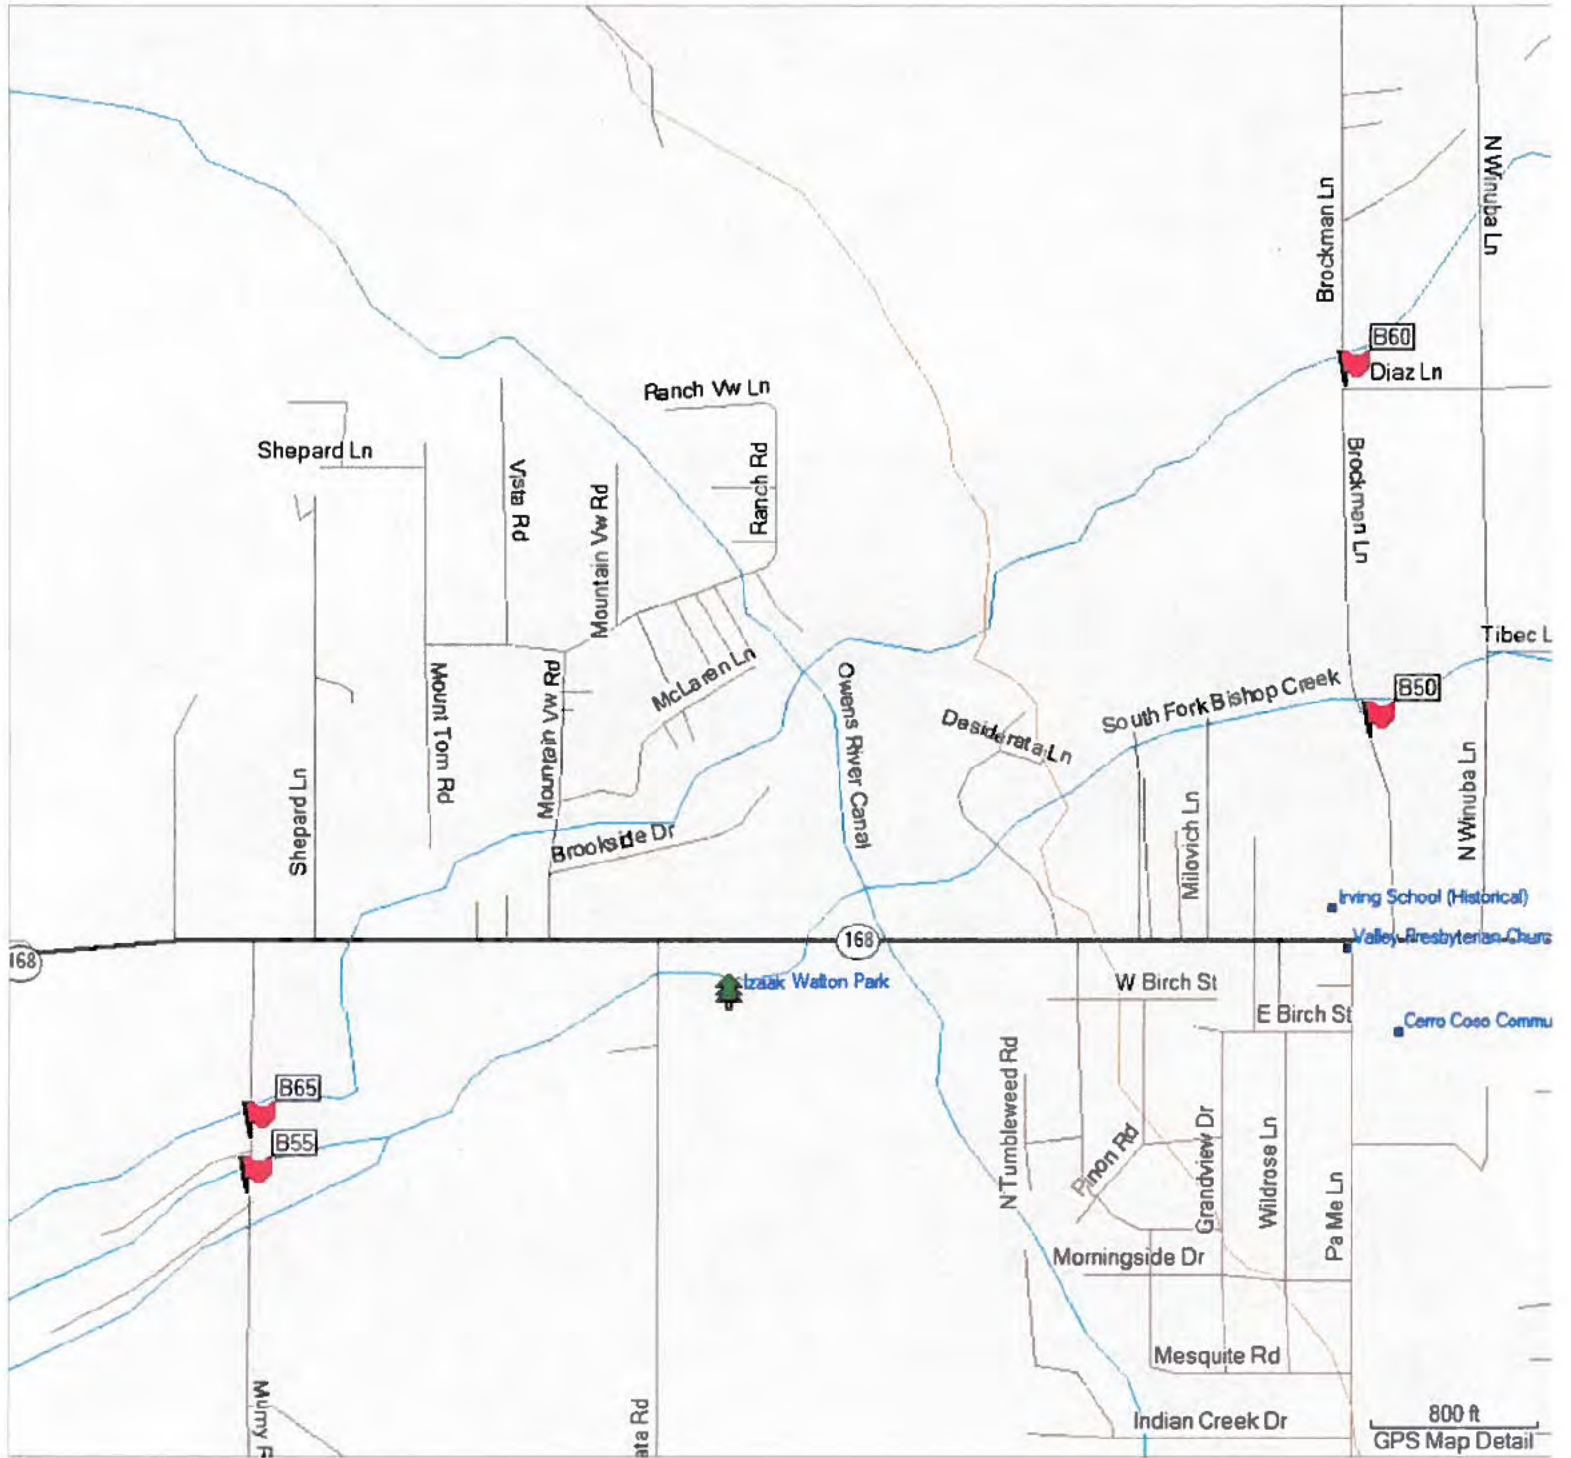 N Winuba Ln
Brockman Ln
B60
Diaz Ln
Ranch Vw Ln
Shepard Ln
Vista Rd
Ranch Rd
Mountain Vw Rd
Brockman Ln
Tibec L
McLaren Ln
Mount Tom Rd
Mountain Vw Rd
Owens River Canal
South Fork Bishop Creek
B50
Desiderata Ln
Shepard Ln
Brookside Dr
Milovich Ln
N Winuba Ln
Irving School (Historical)
168
168
Valley Presbyterian Churc
Izaak Walton Park
W Birch St
E Birch St
Cerro Coso Commu
B65
B55
N Tumbleweed Rd
Pinon Rd
Grandview Dr
Wildrose Ln
Pa Me Ln
Morningside Dr
Mesquite Rd
Mumy R
ata Rd
Indian Creek Dr
800 ft
GPS Map Detail